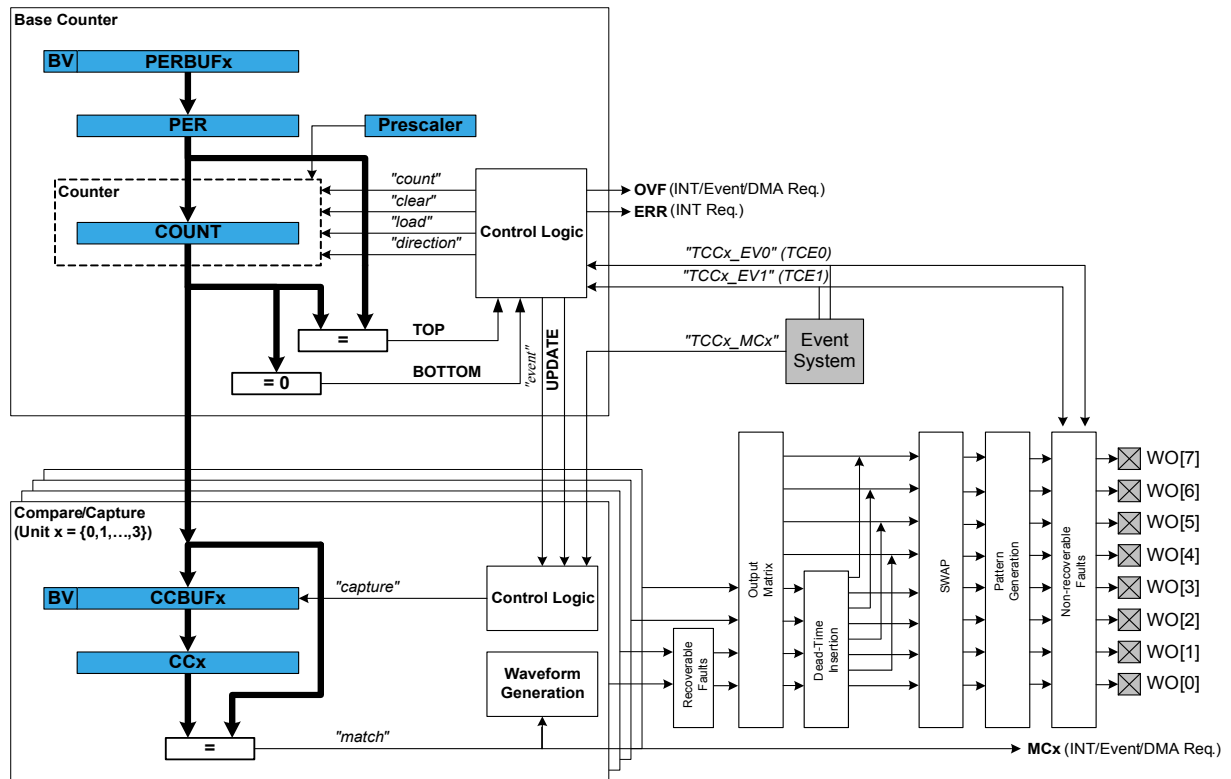 Base Counter
BV
PERBUFx
PER
Prescaler
Counter
COUNT
"count"
"clear"
"load"
"direction"
Control Logic
OVF (INT/Event/DMA Req.)
ERR (INT Req.)
"TCCx_EV0" (TCE0)
"TCCx_EV1" (TCE1)
"TCCx_MCx"
Event
System
=
TOP
= 0
BOTTOM
"event"
UPDATE
Compare/Capture
(Unit x = {0,1,…,3})
BV
CCBUFx
"capture"
Control Logic
CCx
Waveform
Generation
=
"match"
Recoverable
Faults
Output
Matrix
Dead-Time
Insertion
SWAP
Pattern
Generation
Non-recoverable
Faults
WO[7]
WO[6]
WO[5]
WO[4]
WO[3]
WO[2]
WO[1]
WO[0]
MCx (INT/Event/DMA Req.)